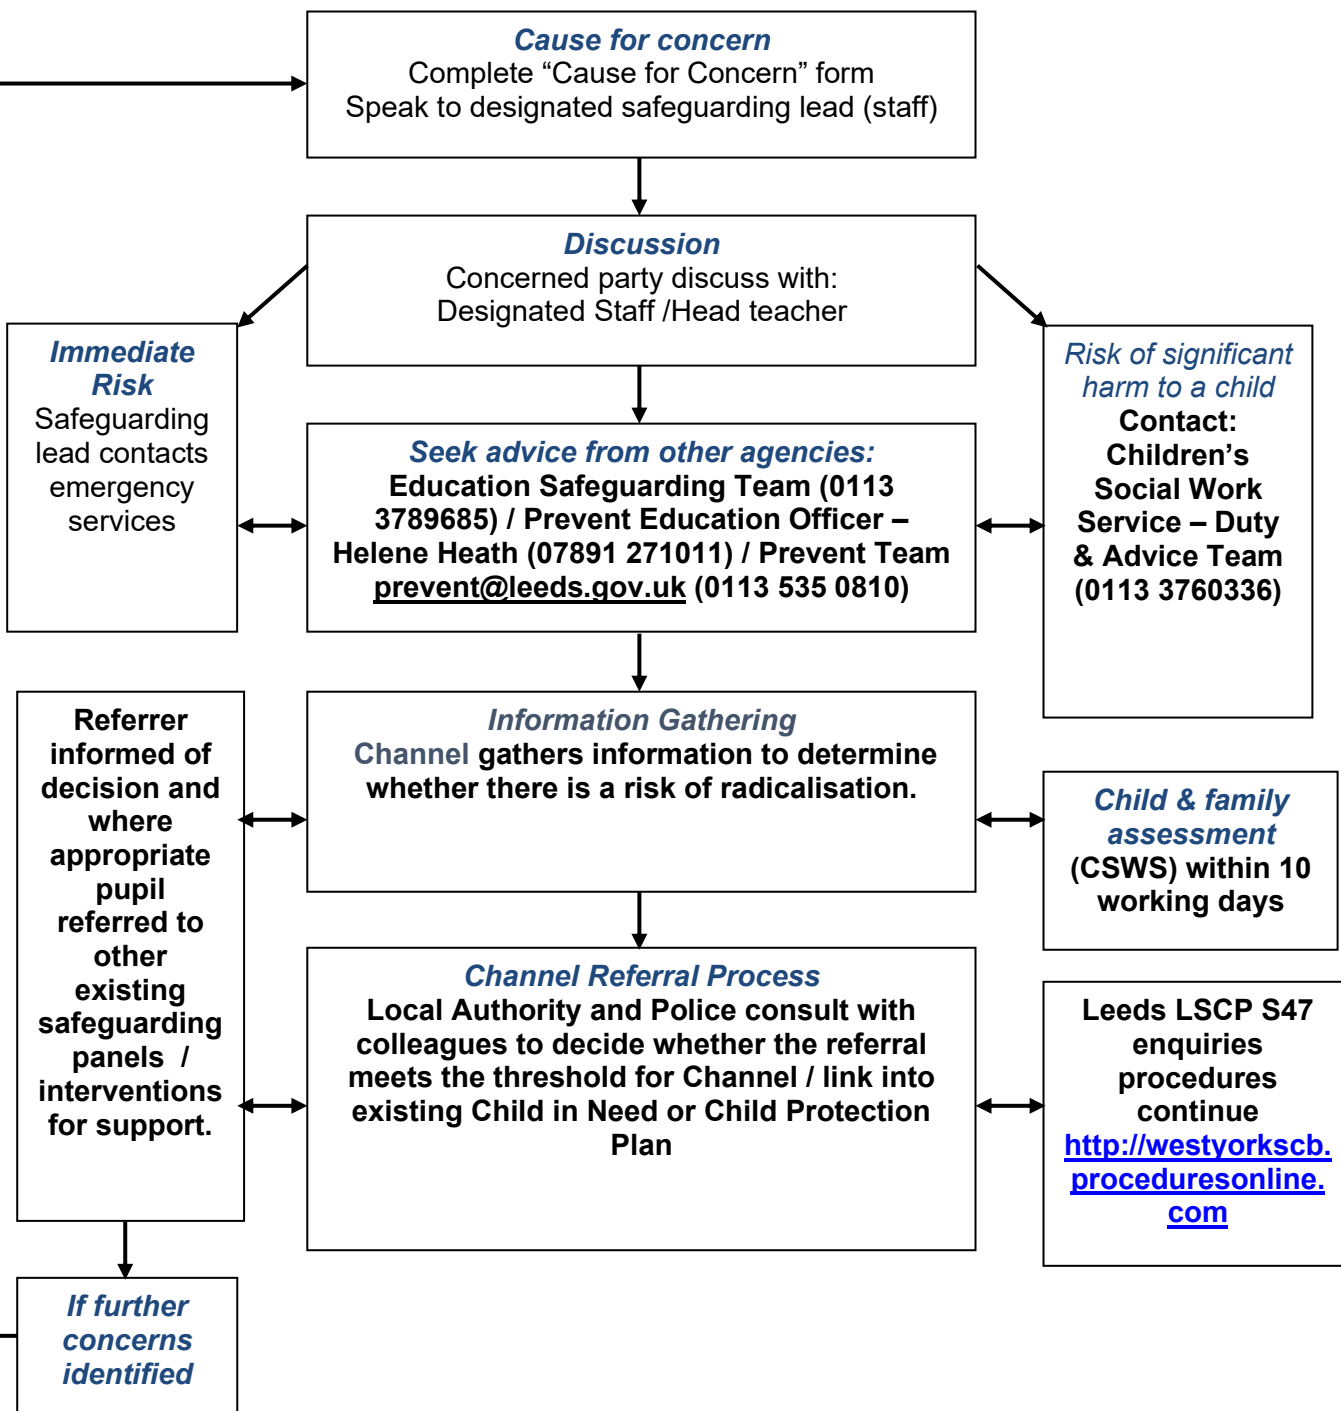 Cause for concern
Complete “Cause for Concern” form
Speak to designated safeguarding lead (staff)
Discussion
Concerned party discuss with:
Designated Staff /Head teacher
Immediate
Risk
Safeguarding
lead contacts
emergency
services
Seek advice from other agencies:
Education Safeguarding Team (0113
3789685) / Prevent Education Officer –
Helene Heath (07891 271011) / Prevent Team
prevent@leeds.gov.uk (0113 535 0810)
Risk of significant
harm to a child
Contact:
Children’s
Social Work
Service – Duty
& Advice Team
(0113 3760336)
Referrer
informed of
decision and
where
appropriate
pupil
referred to
other
existing
safeguarding
panels  /
interventions
for support.
Information Gathering
Channel gathers information to determine
whether there is a risk of radicalisation.
Child & family
assessment
(CSWS) within 10
working days
Channel Referral Process
Local Authority and Police consult with
colleagues to decide whether the referral
meets the threshold for Channel / link into
existing Child in Need or Child Protection
Plan
Leeds LSCP S47
enquiries
procedures
continue
http://westyorkscb.
proceduresonline.
com
If further
concerns
identified